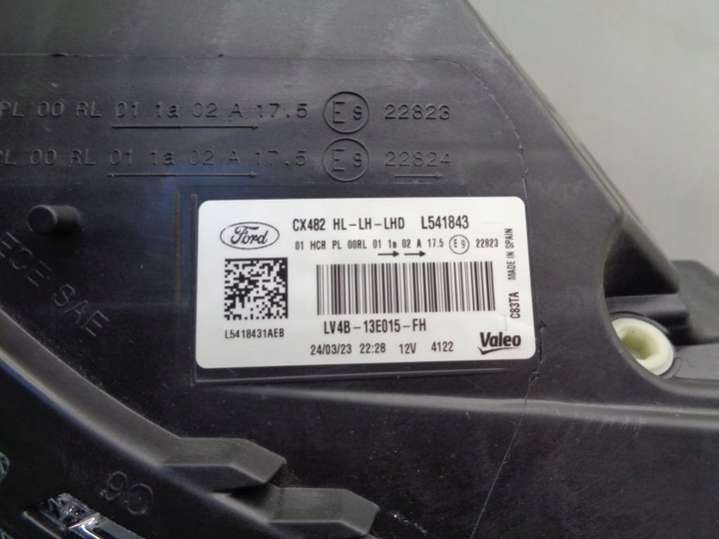 PL 00 RL 01 1a 02 A 17.5 E9 22823
PL 00 RL 01 1a 02 A 17.5 E9 22824
Ford
CX482 HL-LH-LHD L541843
01 HCR PL 00RL 01 1a 02 A 17.5 E9 22823
MADE IN SPAIN
C83TA
L5418431AEB
LV4B-13E015-FH
24/03/23 22:28 12V 4122
Valeo
ECE SAE
90